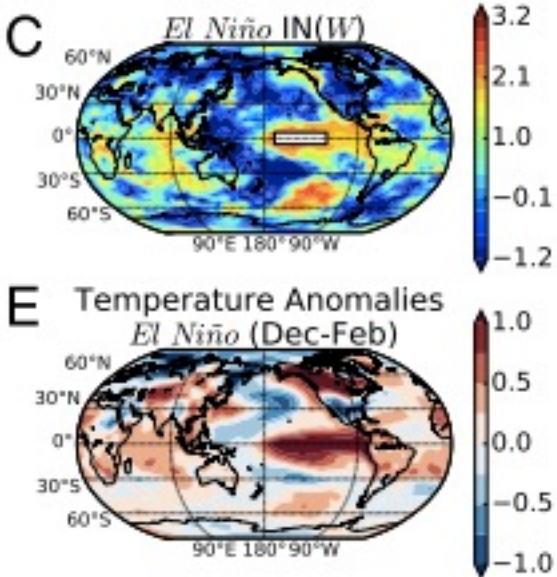 C
El Niño IN(W)
60°N
30°N
0°
30°S
60°S
90°E 180° 90°W
3.2
2.1
1.0
−0.1
−1.2
E
Temperature Anomalies
El Niño (Dec-Feb)
60°N
30°N
0°
30°S
60°S
90°E 180° 90°W
1.0
0.5
0.0
−0.5
−1.0